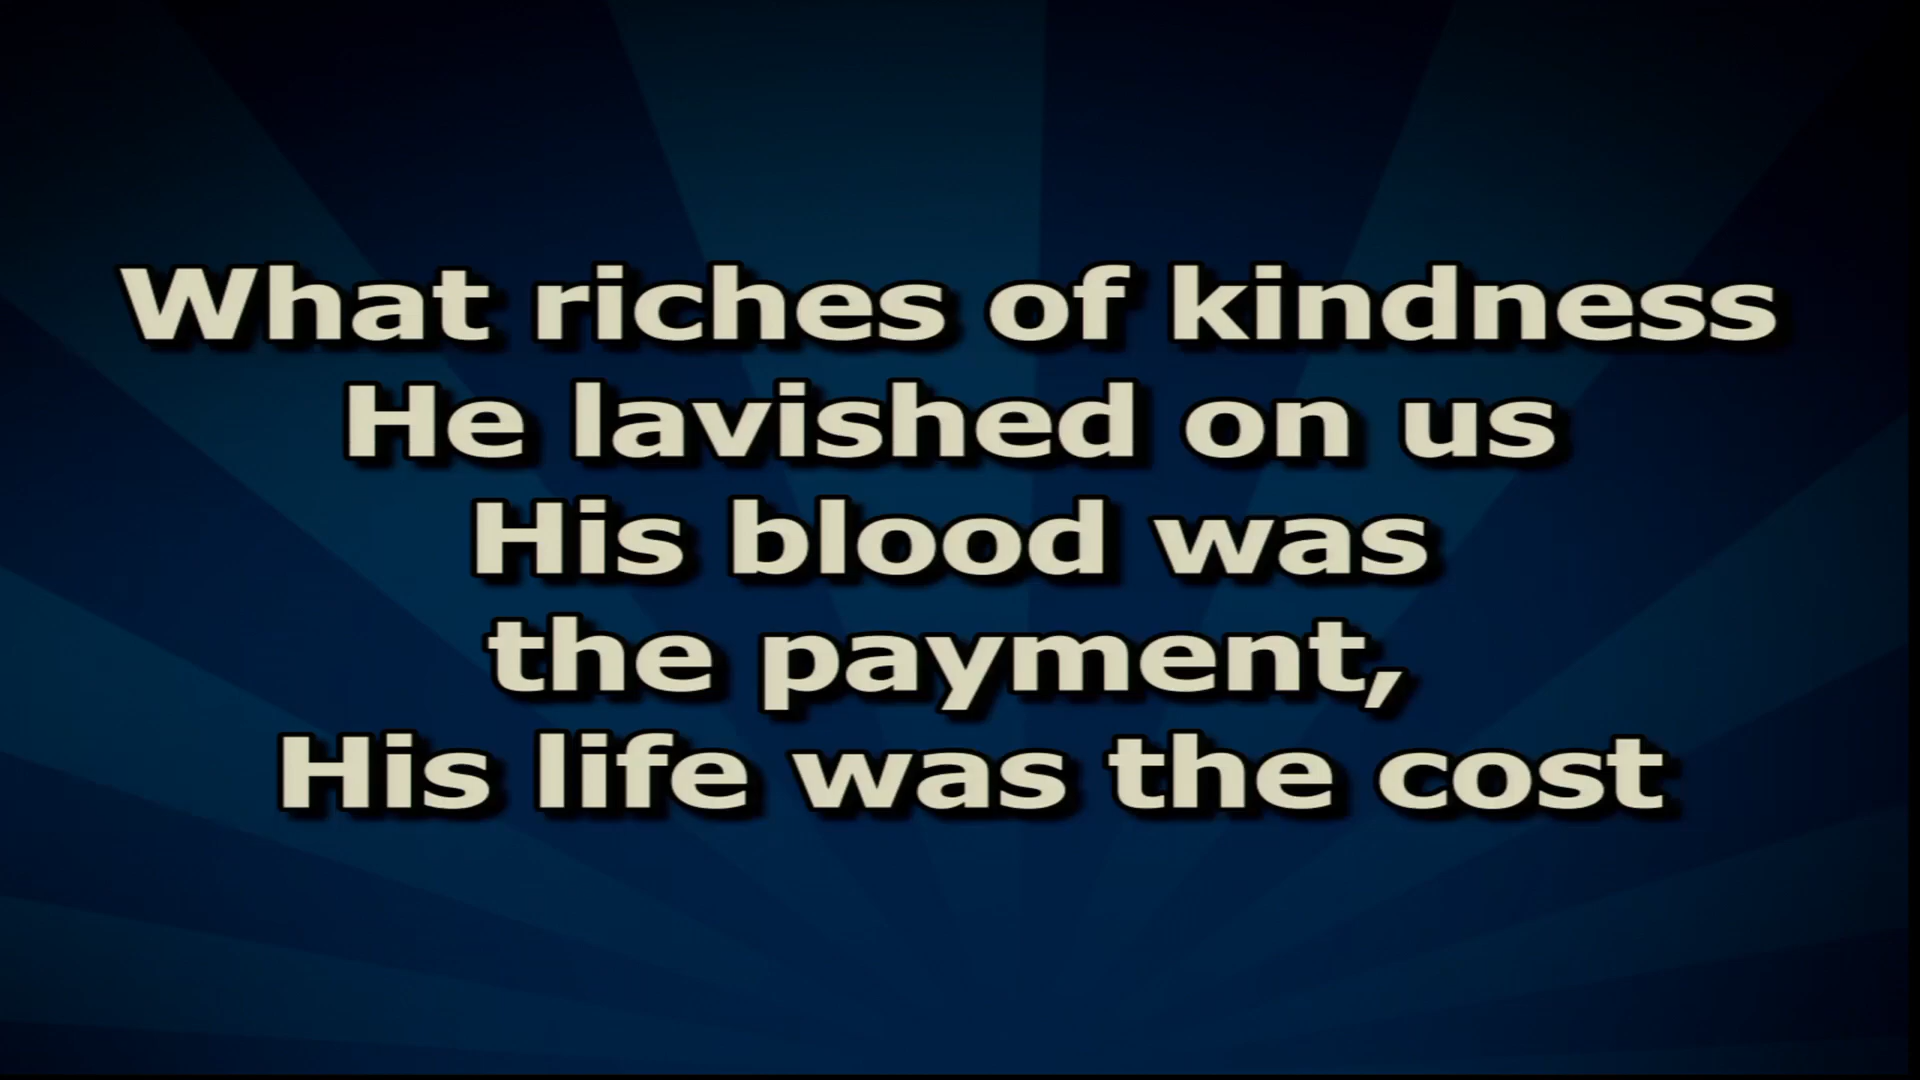 What riches of kindness
He lavished on us
His blood was
the payment,
His life was the cost